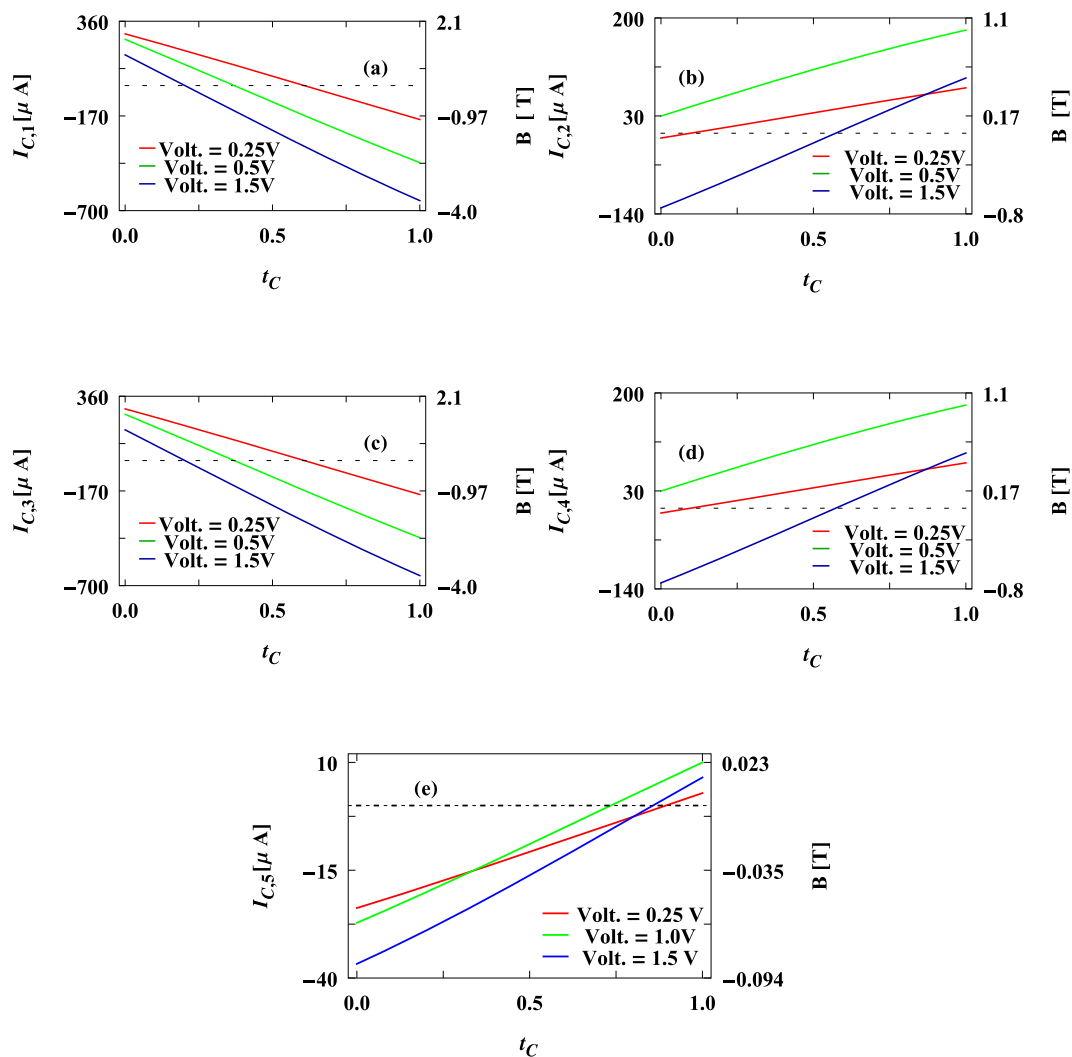 360
−170
−700
I_{C,1}[μ A]
(a)
Volt. = 0.25V
Volt. = 0.5V
Volt. = 1.5V
2.1
−0.97
−4.0
B [T]
0.0 0.5 1.0
t_C
200
30
−140
I_{C,2}[μ A]
(b)
Volt. = 0.25V
Volt. = 0.5V
Volt. = 1.5V
1.1
0.17
−0.8
B [T]
0.0 0.5 1.0
t_C
360
−170
−700
I_{C,3}[μ A]
(c)
Volt. = 0.25V
Volt. = 0.5V
Volt. = 1.5V
2.1
−0.97
−4.0
B [T]
0.0 0.5 1.0
t_C
200
30
−140
I_{C,4}[μ A]
(d)
Volt. = 0.25V
Volt. = 0.5V
Volt. = 1.5V
1.1
0.17
−0.8
B [T]
0.0 0.5 1.0
t_C
10
−15
−40
I_{C,5}[μ A]
(e)
Volt. = 0.25 V
Volt. = 1.0V
Volt. = 1.5 V
0.023
−0.035
−0.094
B [T]
0.0 0.5 1.0
t_C